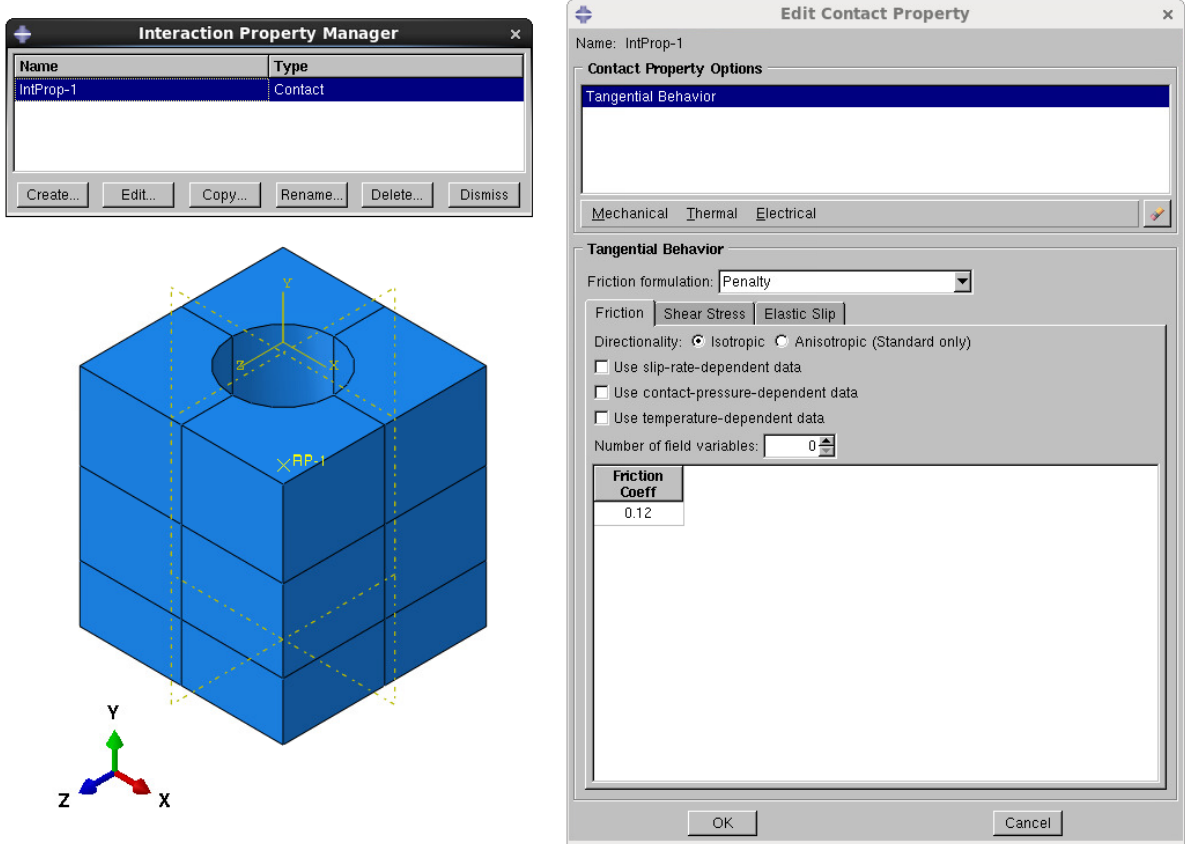 Interaction Property Manager
Name Type
IntProp-1 Contact
Create... Edit... Copy... Rename... Delete... Dismiss
Y
Z X
RP-1
Y
Z X
Edit Contact Property
Name: IntProp-1
Contact Property Options
Tangential Behavior
Mechanical Thermal Electrical
Tangential Behavior
Friction formulation: Penalty
Friction Shear Stress Elastic Slip
Directionality: Isotropic Anisotropic (Standard only)
Use slip-rate-dependent data
Use contact-pressure-dependent data
Use temperature-dependent data
Number of field variables: 0
Friction
Coeff
0.12
OK Cancel